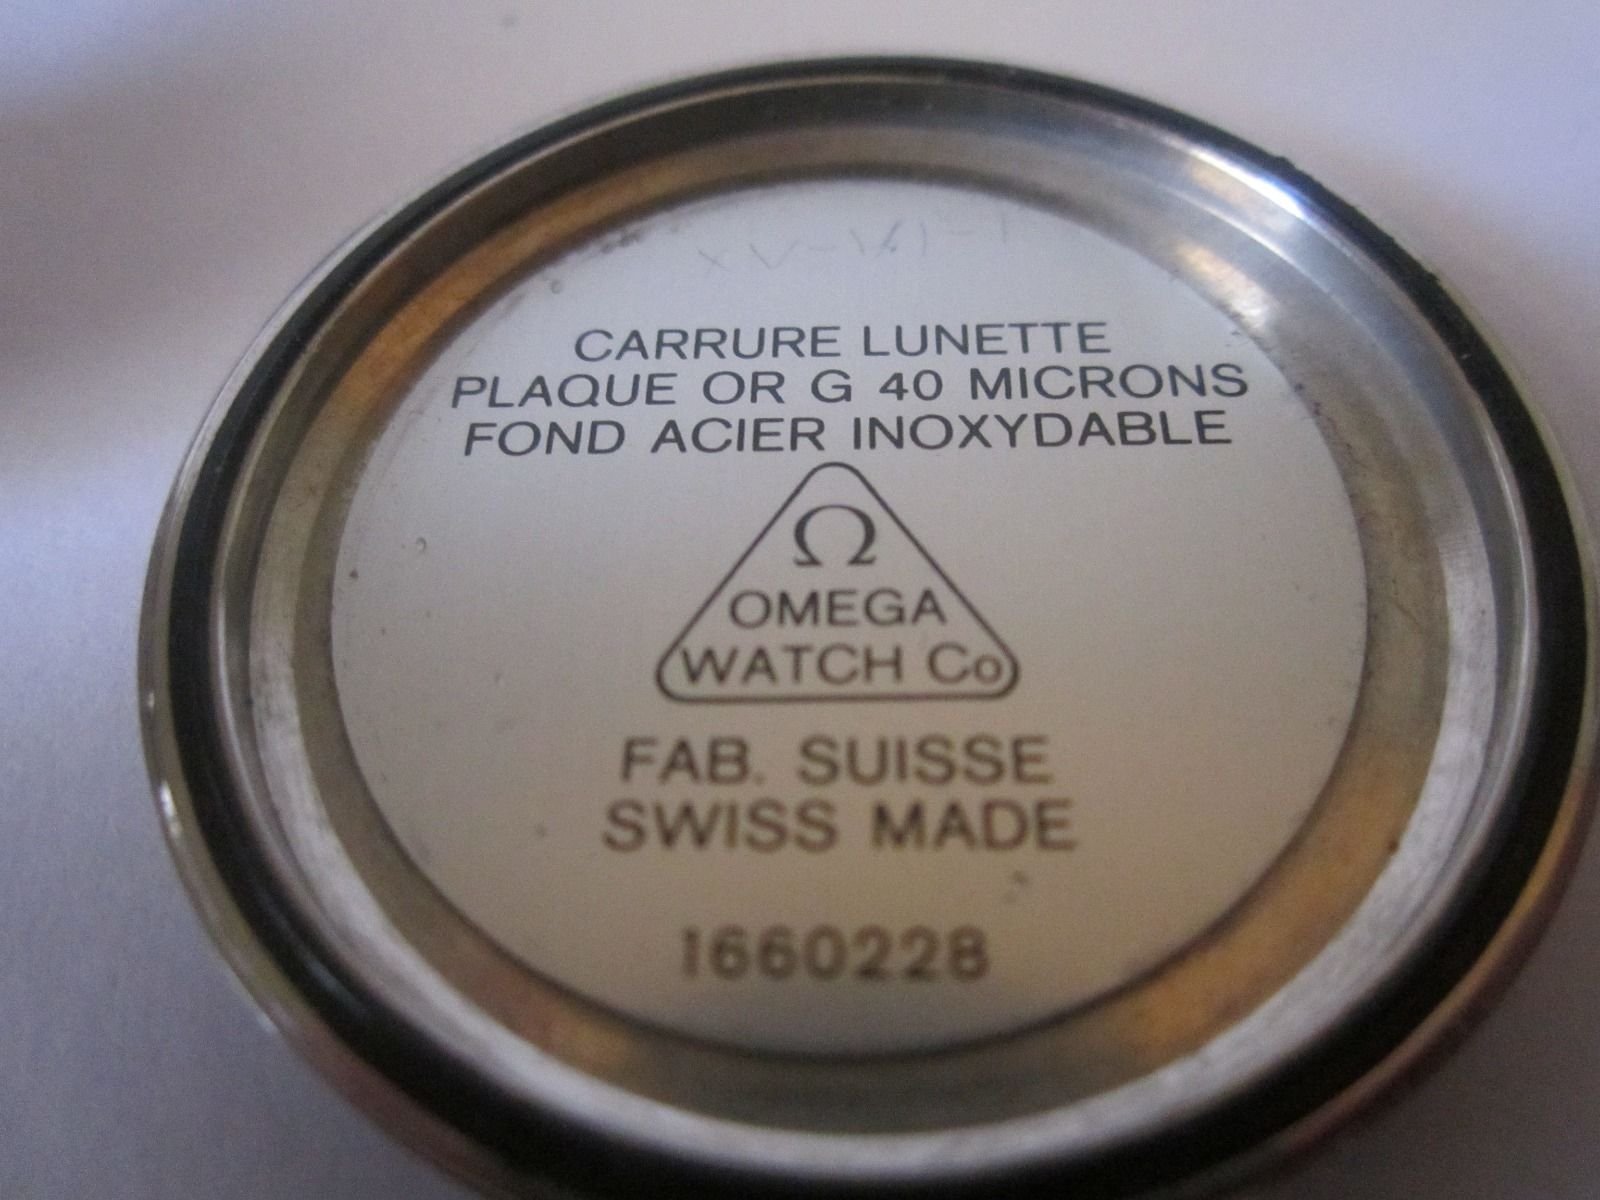 CARRURE LUNETTE
PLAQUE OR G 40 MICRONS
FOND ACIER INOXYDABLE
Ω
OMEGA
WATCH Co
FAB. SUISSE
SWISS MADE
1660228